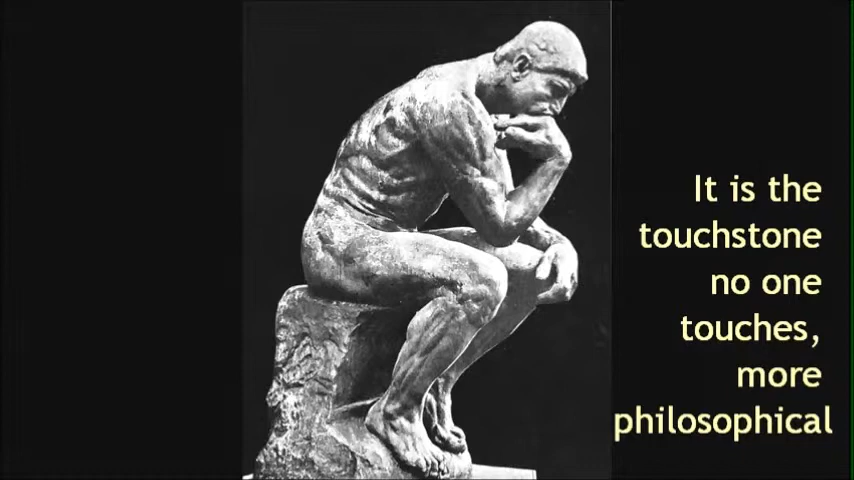 It is the
touchstone
no one
touches,
more
philosophical